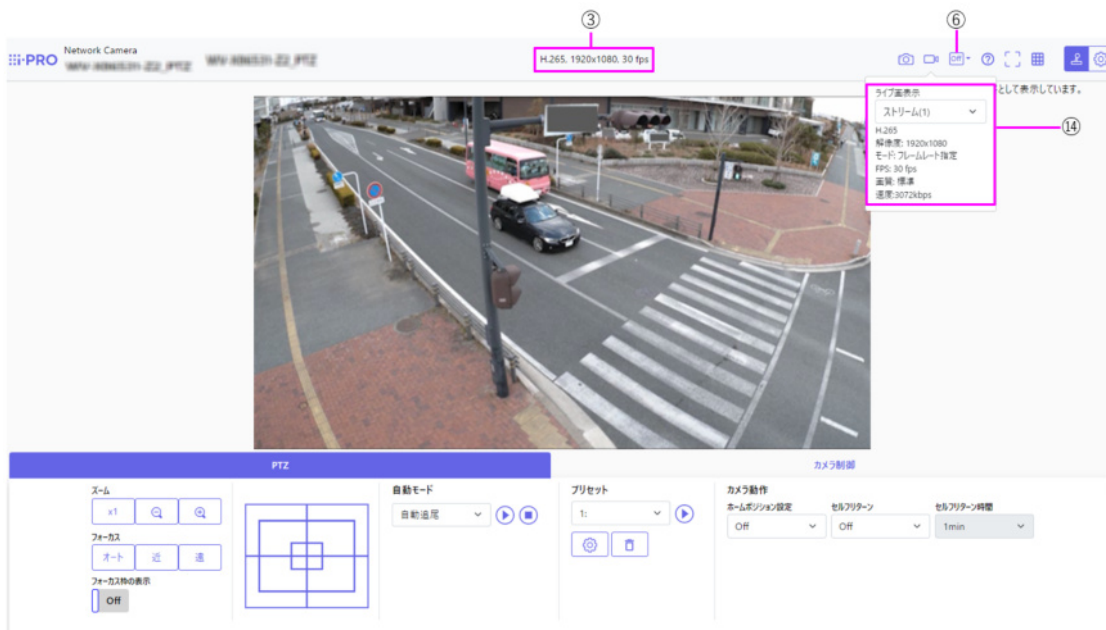 ③
⑥
i-PRO
Network Camera
H.265, 1920x1080, 30 fps
Off
として表示しています。
ライブ画表示
ストリーム(1)
⑭
H.265
解像度: 1920x1080
モード: フレームレート指定
FPS: 30 fps
画質: 標準
速度:3072kbps
PTZ
カメラ制御
ズーム
x1
フォーカス
オート
近
遠
フォーカス枠の表示
Off
自動モード
自動追尾
プリセット
1:
カメラ動作
ホームポジション設定
セルフリターン
セルフリターン時間
Off
Off
1min